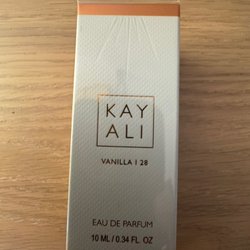 KAY
ALI
VANILLA | 28
EAU DE PARFUM
10 ML / 0.34 FL OZ